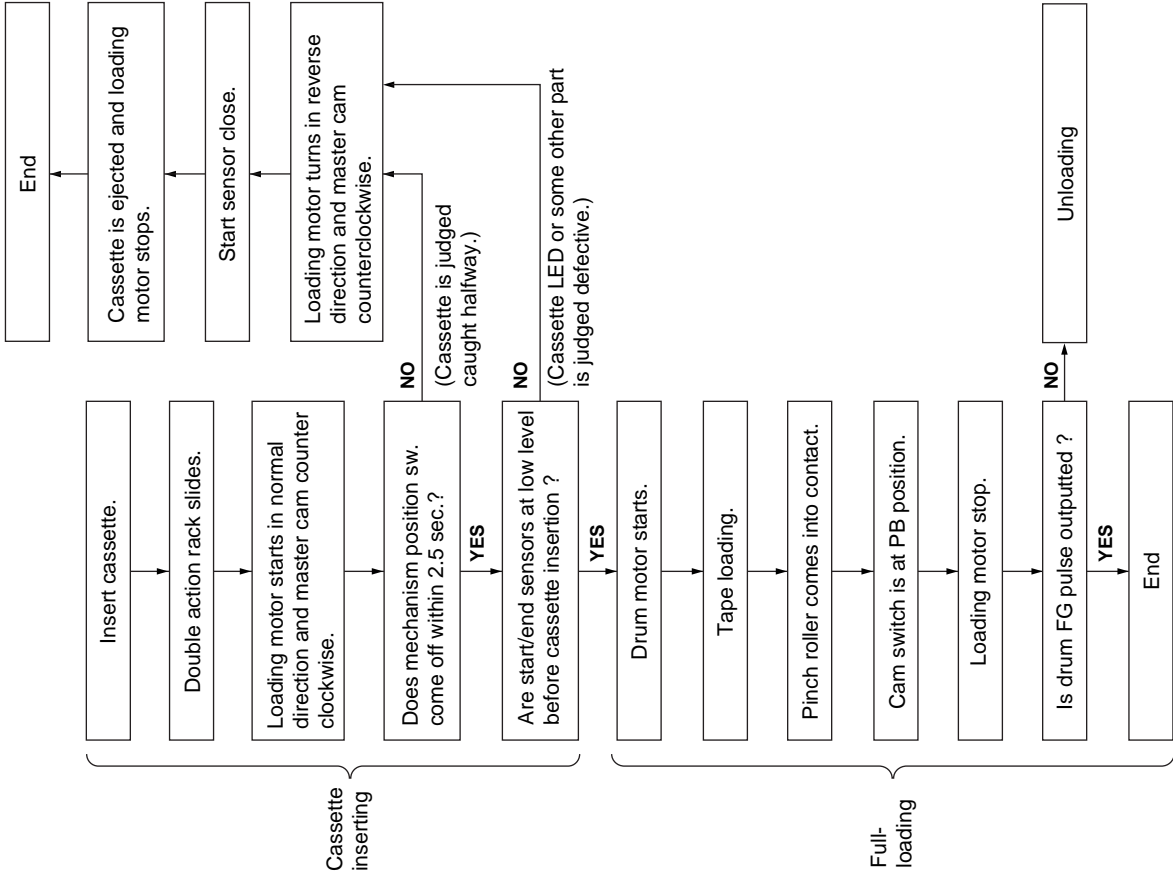 Cassette
inserting
Insert cassette.
Double action rack slides.
Loading motor starts in normal
direction and master cam counter
clockwise.
Does mechanism position sw.
come off within 2.5 sec.?
NO
(Cassette is judged
caught halfway.)
YES
Are start/end sensors at low level
before cassette insertion ?
NO
(Cassette LED or some other part
is judged defective.)
YES
Loading motor turns in reverse
direction and master cam
counterclockwise.
Start sensor close.
Cassette is ejected and loading
motor stops.
End
Full-
loading
Drum motor starts.
Tape loading.
Pinch roller comes into contact.
Cam switch is at PB position.
Loading motor stop.
Is drum FG pulse outputted ?
NO
Unloading
YES
End